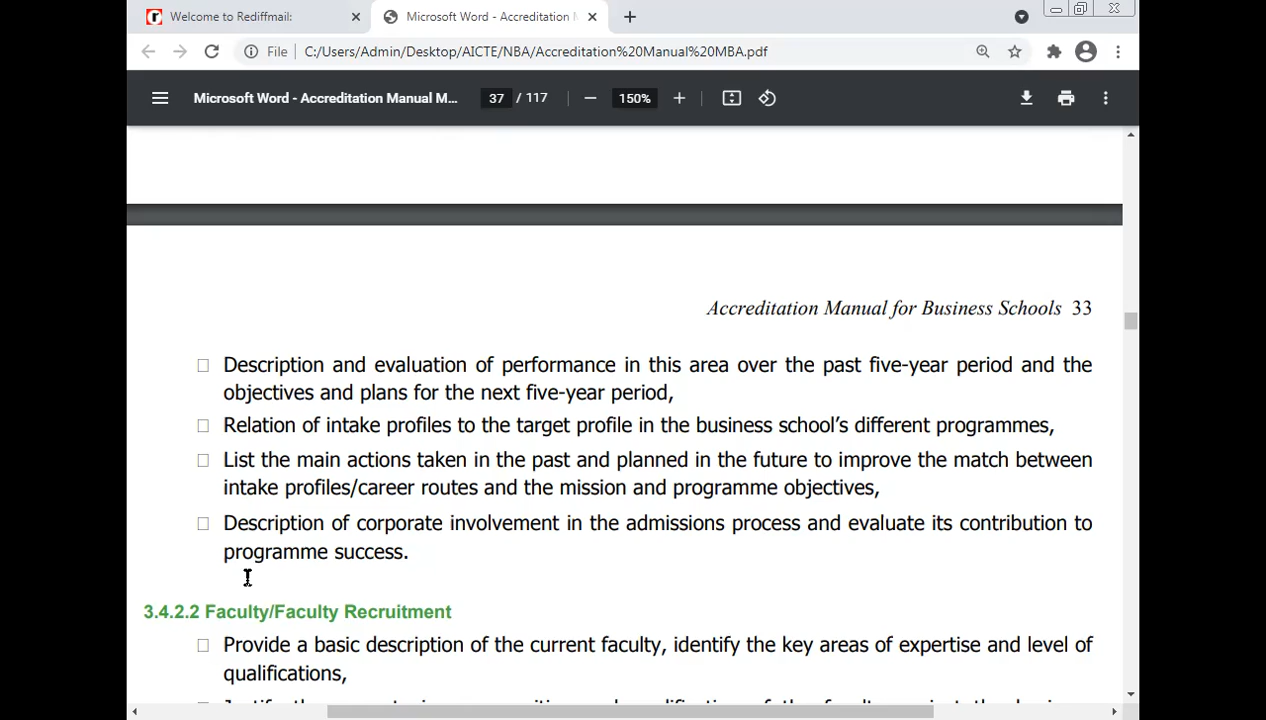 Welcome to Rediffmail:
Microsoft Word - Accreditation
File C:/Users/Admin/Desktop/AICTE/NBA/Accreditation%20Manual%20MBA.pdf
Microsoft Word - Accreditation Manual M... 37 / 117 150%
Accreditation Manual for Business Schools 33
Description and evaluation of performance in this area over the past five-year period and the
objectives and plans for the next five-year period,
Relation of intake profiles to the target profile in the business school’s different programmes,
List the main actions taken in the past and planned in the future to improve the match between
intake profiles/career routes and the mission and programme objectives,
Description of corporate involvement in the admissions process and evaluate its contribution to
programme success.
3.4.2.2 Faculty/Faculty Recruitment
Provide a basic description of the current faculty, identify the key areas of expertise and level of
qualifications,